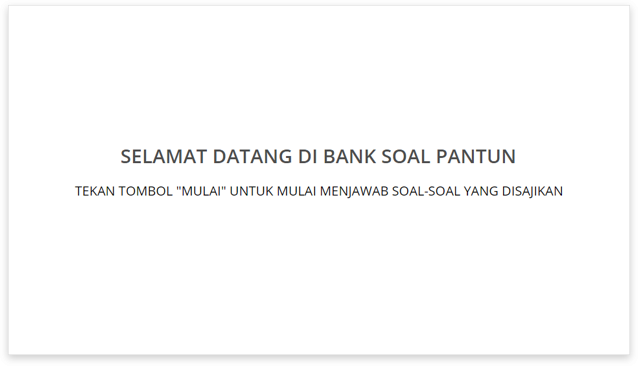 SELAMAT DATANG DI BANK SOAL PANTUN
TEKAN TOMBOL "MULAI" UNTUK MULAI MENJAWAB SOAL-SOAL YANG DISAJIKAN